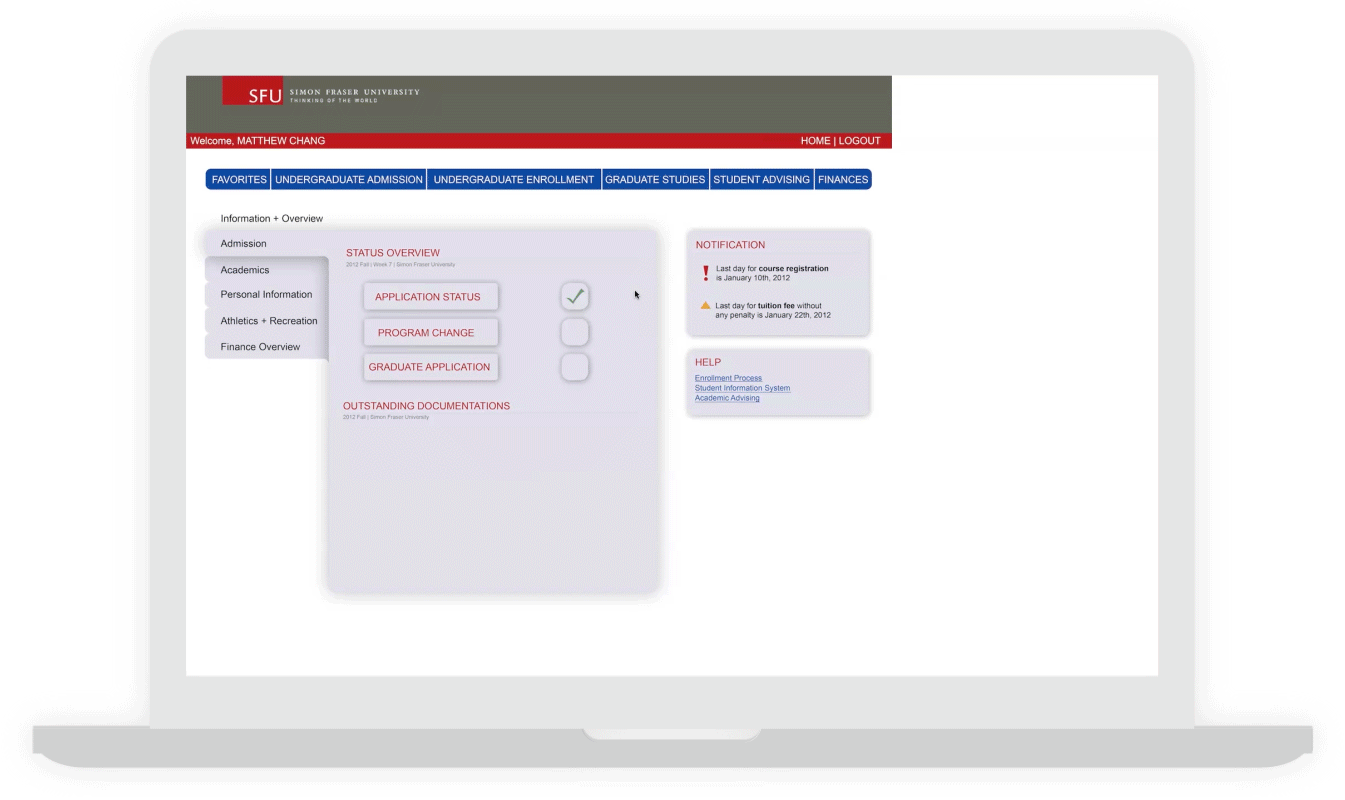 SFU SIMON FRASER UNIVERSITY
THINKING OF THE WORLD
Welcome, MATTHEW CHANG
HOME | LOGOUT
FAVORITES
UNDERGRADUATE ADMISSION
UNDERGRADUATE ENROLLMENT
GRADUATE STUDIES
STUDENT ADVISING
FINANCES
Information + Overview
Admission
Academics
Personal Information
Athletics + Recreation
Finance Overview
STATUS OVERVIEW
2012 Fall | Week 7 | Simon Fraser University
APPLICATION STATUS
PROGRAM CHANGE
GRADUATE APPLICATION
OUTSTANDING DOCUMENTATIONS
2012 Fall | Simon Fraser University
NOTIFICATION
Last day for course registration
is January 10th, 2012
Last day for tuition fee without
any penalty is January 22th, 2012
HELP
Enrollment Process
Student Information System
Academic Advising